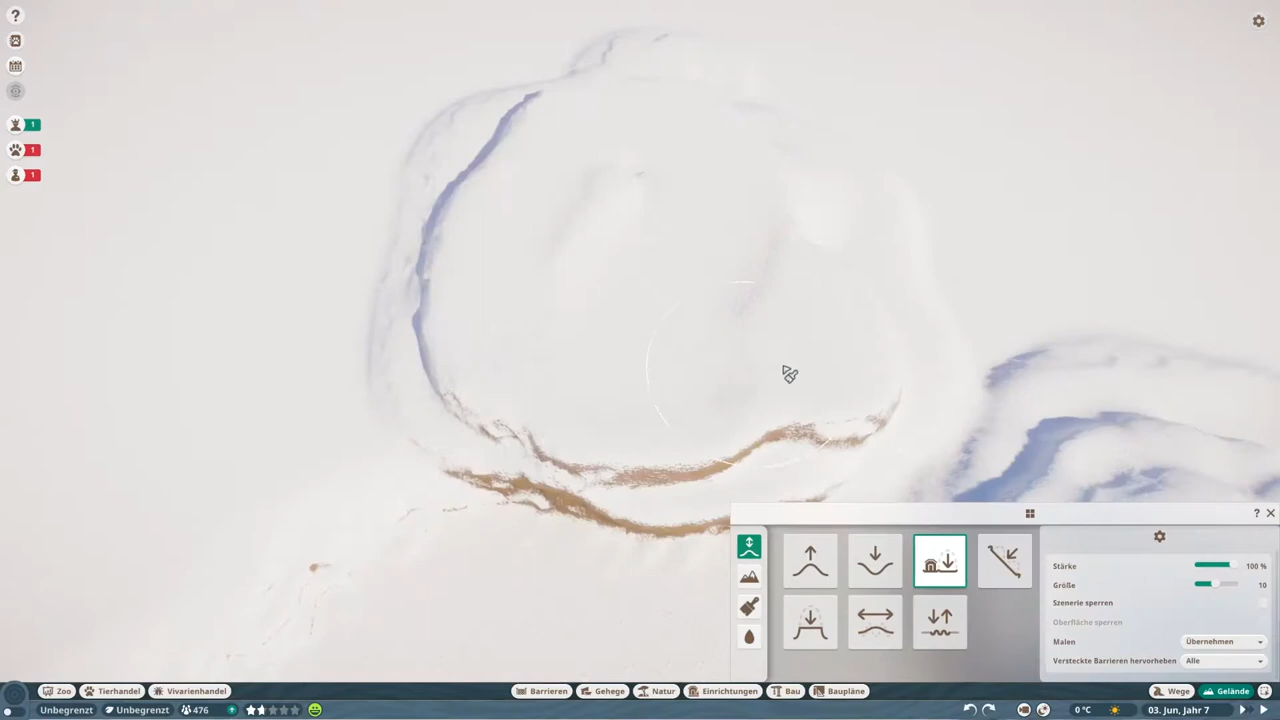 ?
1
1
1
?
Stärke 100 %
Größe 10
Szenerie sperren
Oberfläche sperren
Malen Übernehmen
Versteckte Barrieren hervorheben Alle
Zoo Tierhandel Vivarienhandel Barrieren Gehege Natur Einrichtungen Bau Baupläne Wege Gelände
Unbegrenzt Unbegrenzt 476 0 °C 03. Jun, Jahr 7